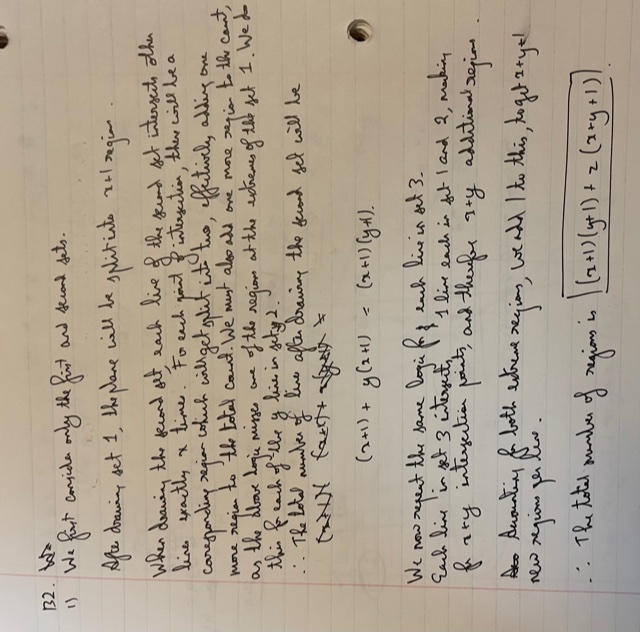 B2.
1) We first consider only the first and second sets.
After drawing set 1, the plane will be split into x+1 regions.
When drawing the second set, each line of the second set intersects other
lines exactly x times. For each point of intersection, there will be a
corresponding region which will get split into two, effectively, adding one
more region to the total count. We must also add one more region to the count,
as the above logic misses one of the regions at the extreme of the set 1. We do
this for each of the y lines in set 2.
∴ The total number of lines after drawing the second set will be
(x+1) + y(x+1) = (x+1)(y+1).
We now repeat the same logic for each line in set 3.
Each line in set 3 intersects 1 line each in set 1 and 2, making
for x+y intersection points, and therefore x+y additional regions.
Accounting for both extreme regions, we add 1 to this, to get x+y+1
new regions per line.
∴ The total number of regions is (x+1)(y+1) + z(x+y+1)